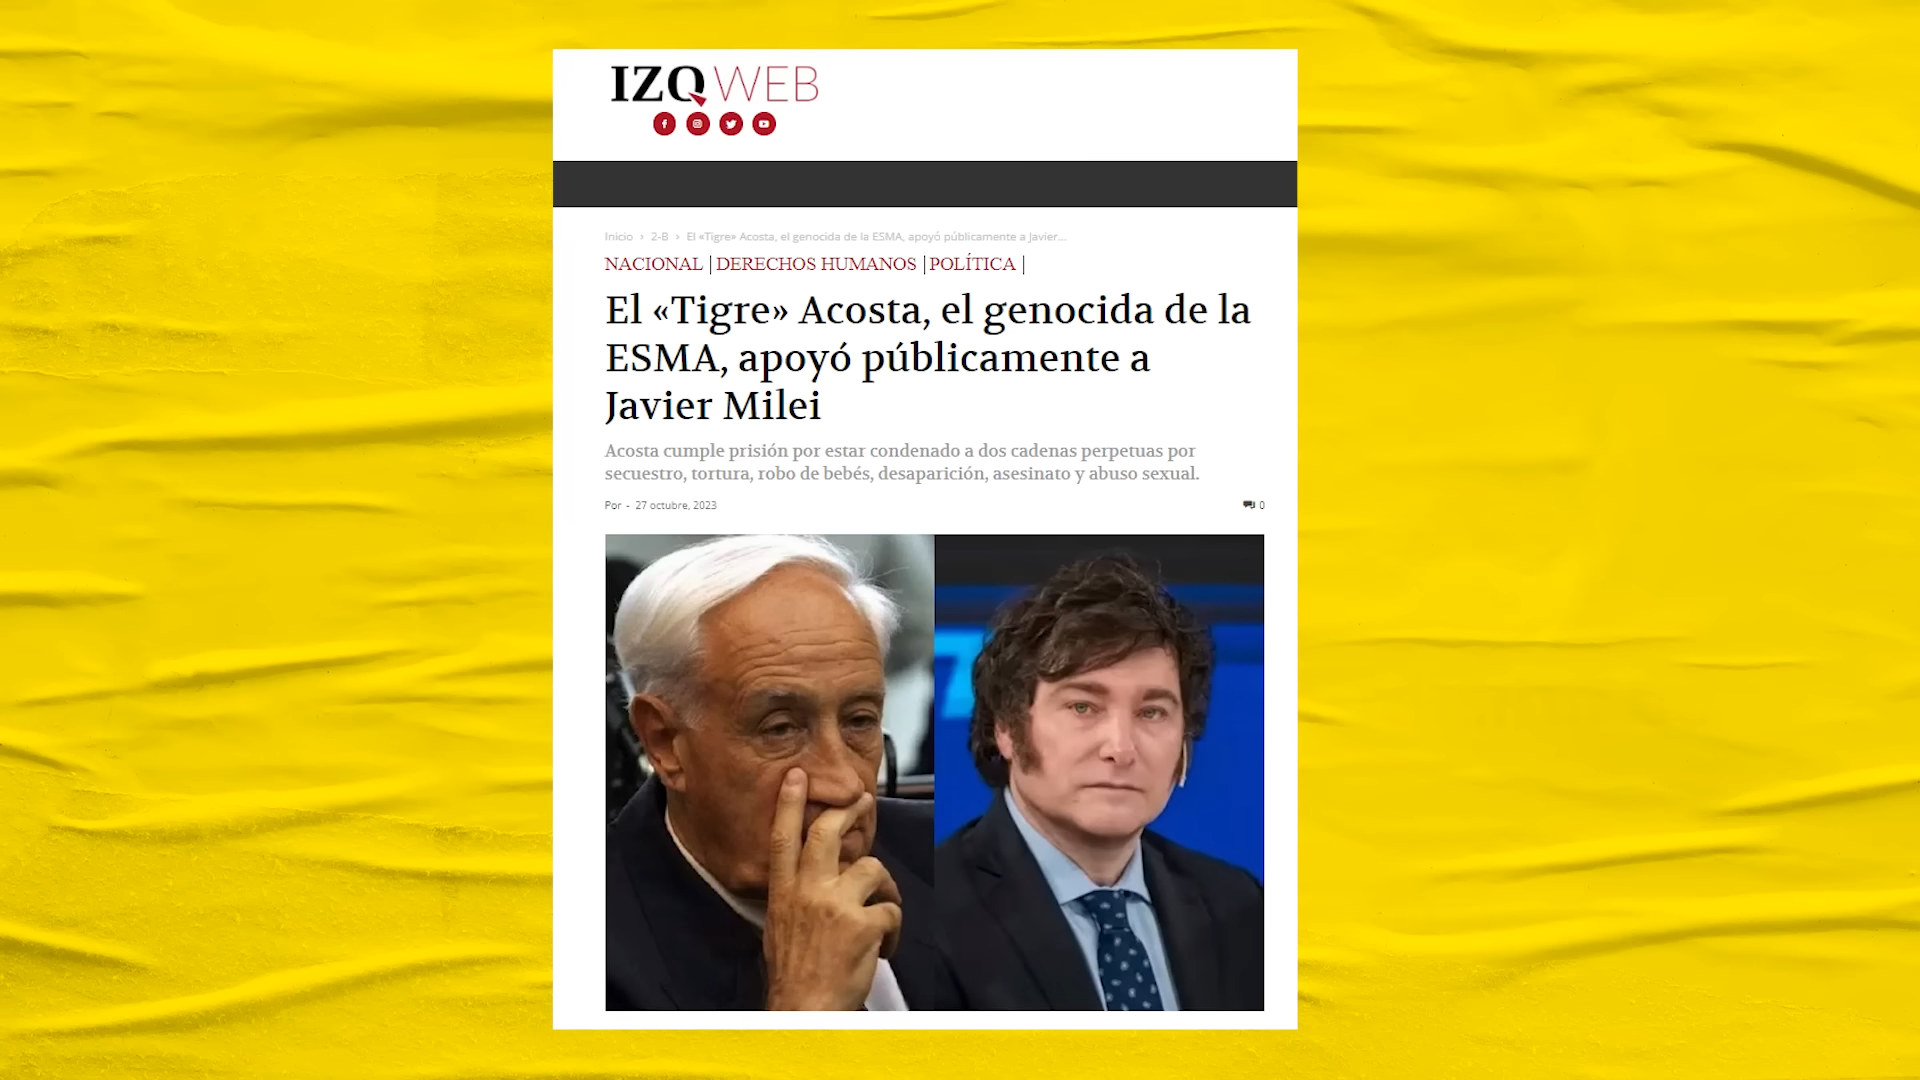 IZQ WEB
Inicio › 2-B › El «Tigre» Acosta, el genocida de la ESMA, apoyó públicamente a Javier...
NACIONAL | DERECHOS HUMANOS | POLÍTICA |
El «Tigre» Acosta, el genocida de la
ESMA, apoyó públicamente a
Javier Milei
Acosta cumple prisión por estar condenado a dos cadenas perpetuas por
secuestro, tortura, robo de bebés, desaparición, asesinato y abuso sexual.
Por - 27 octubre, 2023 0